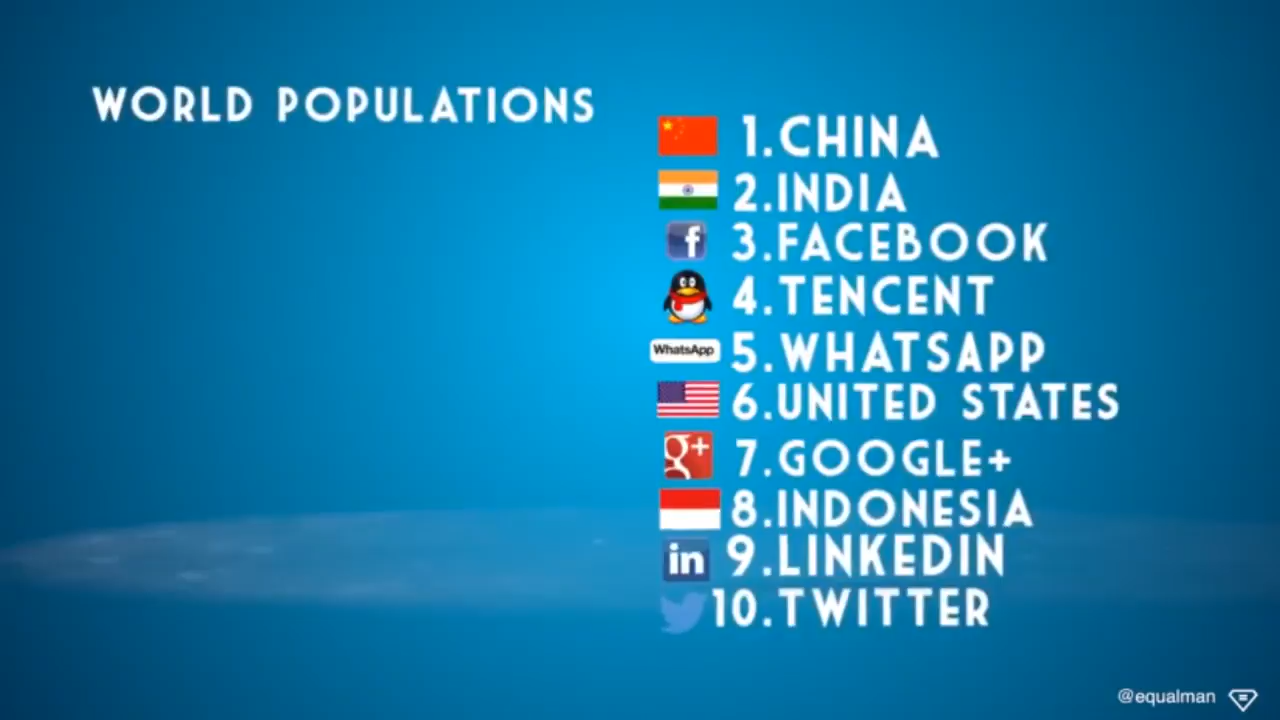 WORLD POPULATIONS
1.CHINA
2.INDIA
f 3.FACEBOOK
4.TENCENT
WhatsApp 5.WHATSAPP
6.UNITED STATES
g+ 7.GOOGLE+
8.INDONESIA
in 9.LINKEDIN
10.TWITTER
@equalman